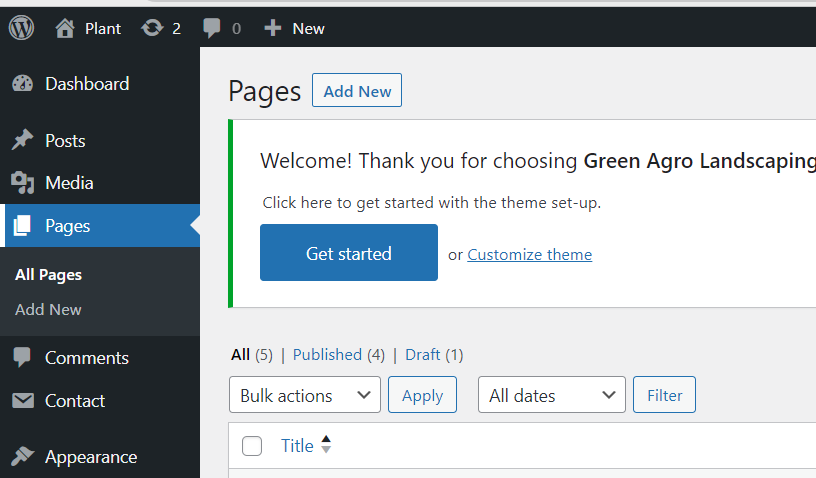 Plant 2 0 New
Dashboard
Posts
Media
Pages
All Pages
Add New
Comments
Contact
Appearance
Pages Add New
Welcome! Thank you for choosing Green Agro Landscaping
Click here to get started with the theme set-up.
Get started or Customize theme
All (5) | Published (4) | Draft (1)
Bulk actions Apply All dates Filter
Title